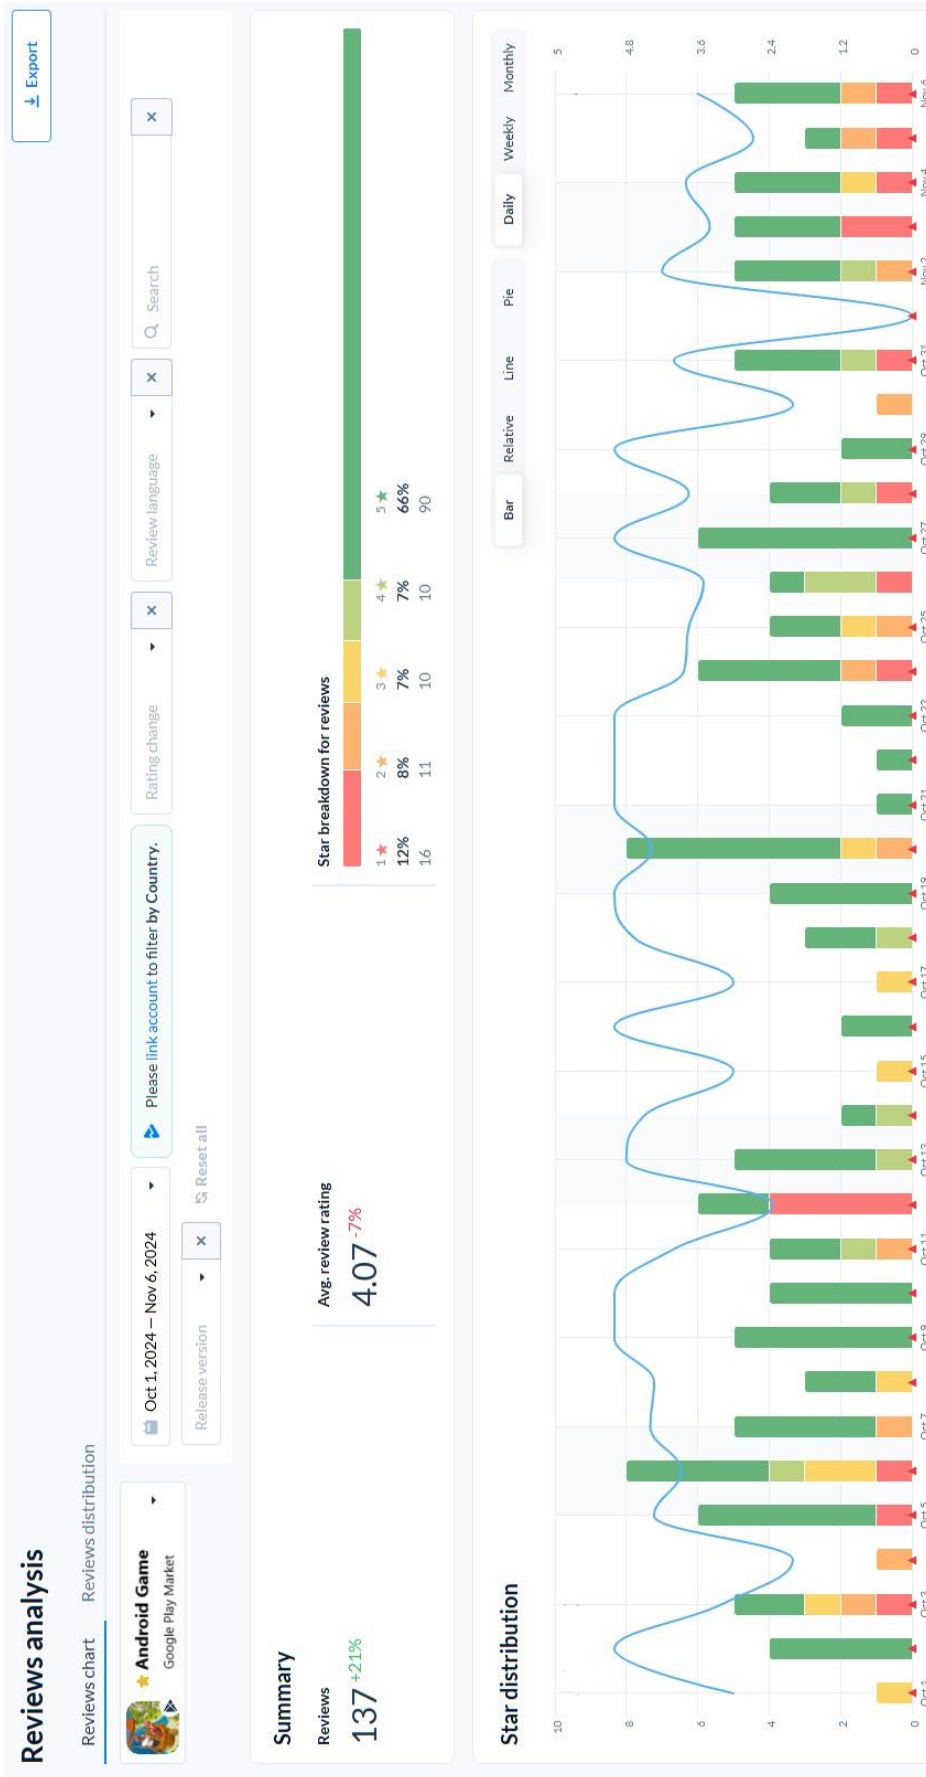 Reviews analysis
Export
Reviews chart
Reviews distribution
Android Game
Google Play Market
Oct 1, 2024 — Nov 6, 2024
Please link account to filter by Country.
Rating change
Review language
Search
Release version
Reset all
Summary
Reviews
137 +21%
Avg. review rating
4.07 -7%
Star breakdown for reviews
1★ 2★ 3★ 4★ 5★
12% 8% 7% 7% 66%
16 11 10 10 90
Star distribution
Bar Relative Line Pie
Daily Weekly Monthly
10 5
8 4.8
6 3.6
4 2.4
2 1.2
0 0
Oct 1 Oct 3 Oct 5 Oct 7 Oct 9 Oct 11 Oct 13 Oct 15 Oct 17 Oct 19 Oct 21 Oct 23 Oct 25 Oct 27 Oct 29 Oct 31 Nov 2 Nov 4 Nov 6